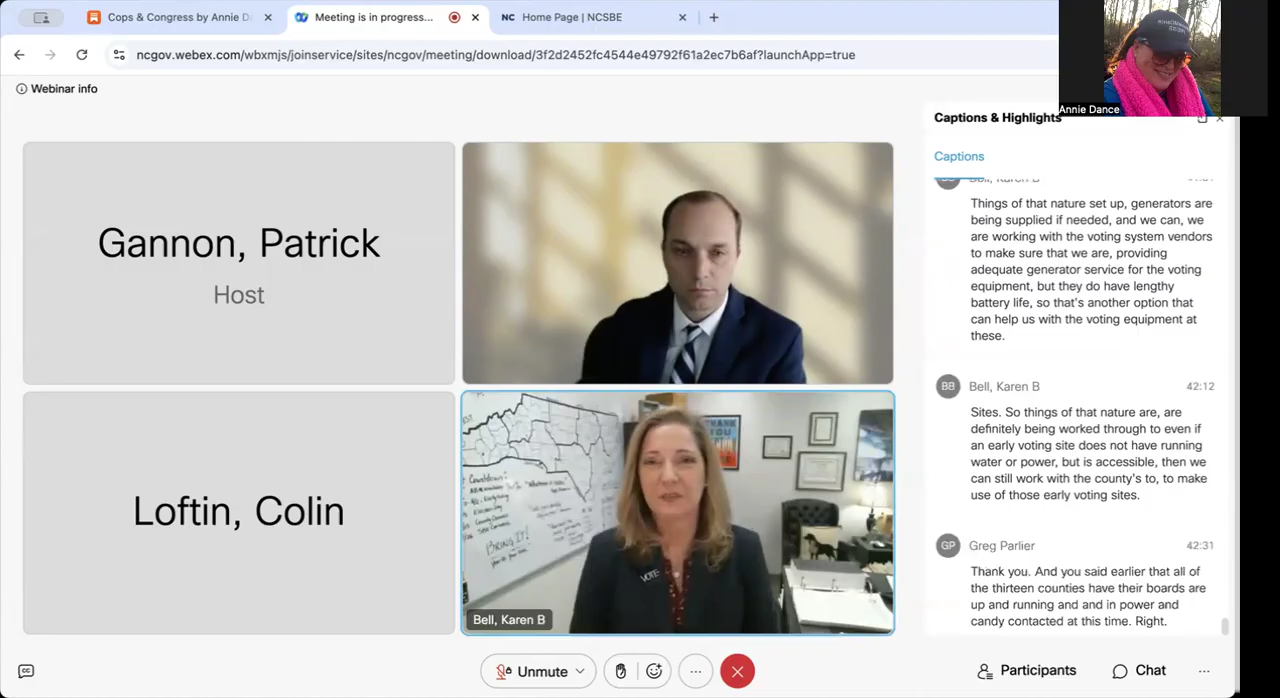 Cops & Congress by Annie D
Meeting is in progress...
NC Home Page | NCSBE
ncgov.webex.com/wbxmjs/joinservice/sites/ncgov/meeting/download/3f2d2452fc4544e49792f61a2ec7b6af?launchApp=true
Annie Dance
Webinar info
Captions & Highlights
Captions
Bell, Karen B
Things of that nature set up, generators are
being supplied if needed, and we can, we
are working with the voting system vendors
to make sure that we are, providing
adequate generator service for the voting
equipment, but they do have lengthy
battery life, so that's another option that
can help us with the voting equipment at
these.
BB Bell, Karen B 42:12
Sites. So things of that nature are, are
definitely being worked through to even if
an early voting site does not have running
water or power, but is accessible, then we
can still work with the county's to, to make
use of those early voting sites.
GP Greg Parlier 42:31
Thank you. And you said earlier that all of
the thirteen counties have their boards are
up and running and and in power and
candy contacted at this time. Right.
Gannon, Patrick
Host
Loftin, Colin
THANK
YOU
Countdown:
BRING IT!
VOTE
Bell, Karen B
Unmute
Participants
Chat